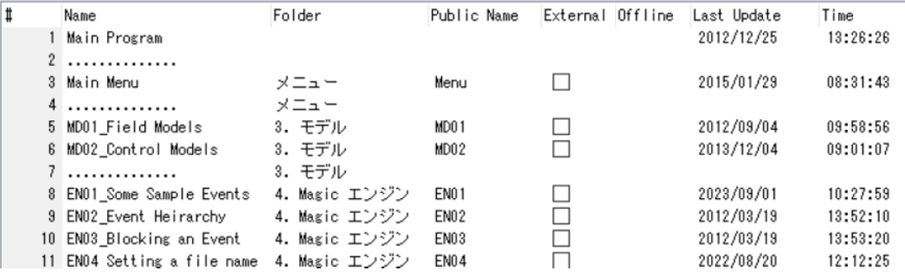 # Name Folder Public Name External Offline Last Update Time
1 Main Program 2012/12/25 13:26:26
2 ..............
3 Main Menu メニュー Menu 2015/01/29 08:31:43
4 .............. メニュー
5 MD01_Field Models 3. モデル MD01 2012/09/04 09:58:56
6 MD02_Control Models 3. モデル MD02 2013/12/04 09:01:07
7 .............. 3. モデル
8 EN01_Some Sample Events 4. Magic エンジン EN01 2023/09/01 10:27:59
9 EN02_Event Heirarchy 4. Magic エンジン EN02 2012/03/19 13:52:10
10 EN03_Blocking an Event 4. Magic エンジン EN03 2012/03/19 13:53:20
11 EN04 Setting a file name 4. Magic エンジン EN04 2022/08/20 12:12:25